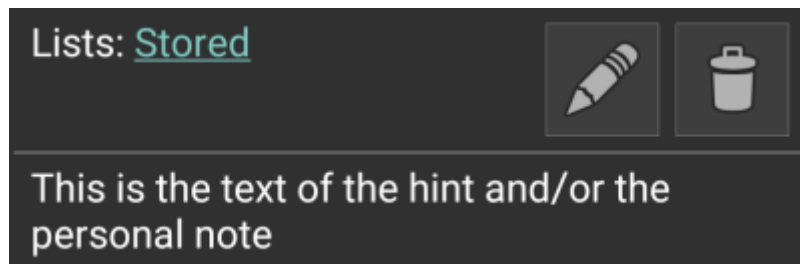 Lists: Stored
This is the text of the hint and/or the
personal note